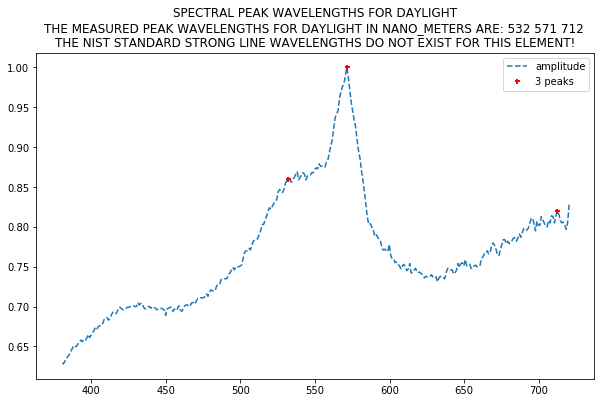 SPECTRAL PEAK WAVELENGTHS FOR DAYLIGHT
THE MEASURED PEAK WAVELENGTHS FOR DAYLIGHT IN NANO_METERS ARE: 532 571 712
THE NIST STANDARD STRONG LINE WAVELENGTHS DO NOT EXIST FOR THIS ELEMENT!
amplitude
3 peaks
1.00
0.95
0.90
0.85
0.80
0.75
0.70
0.65
400 450 500 550 600 650 700